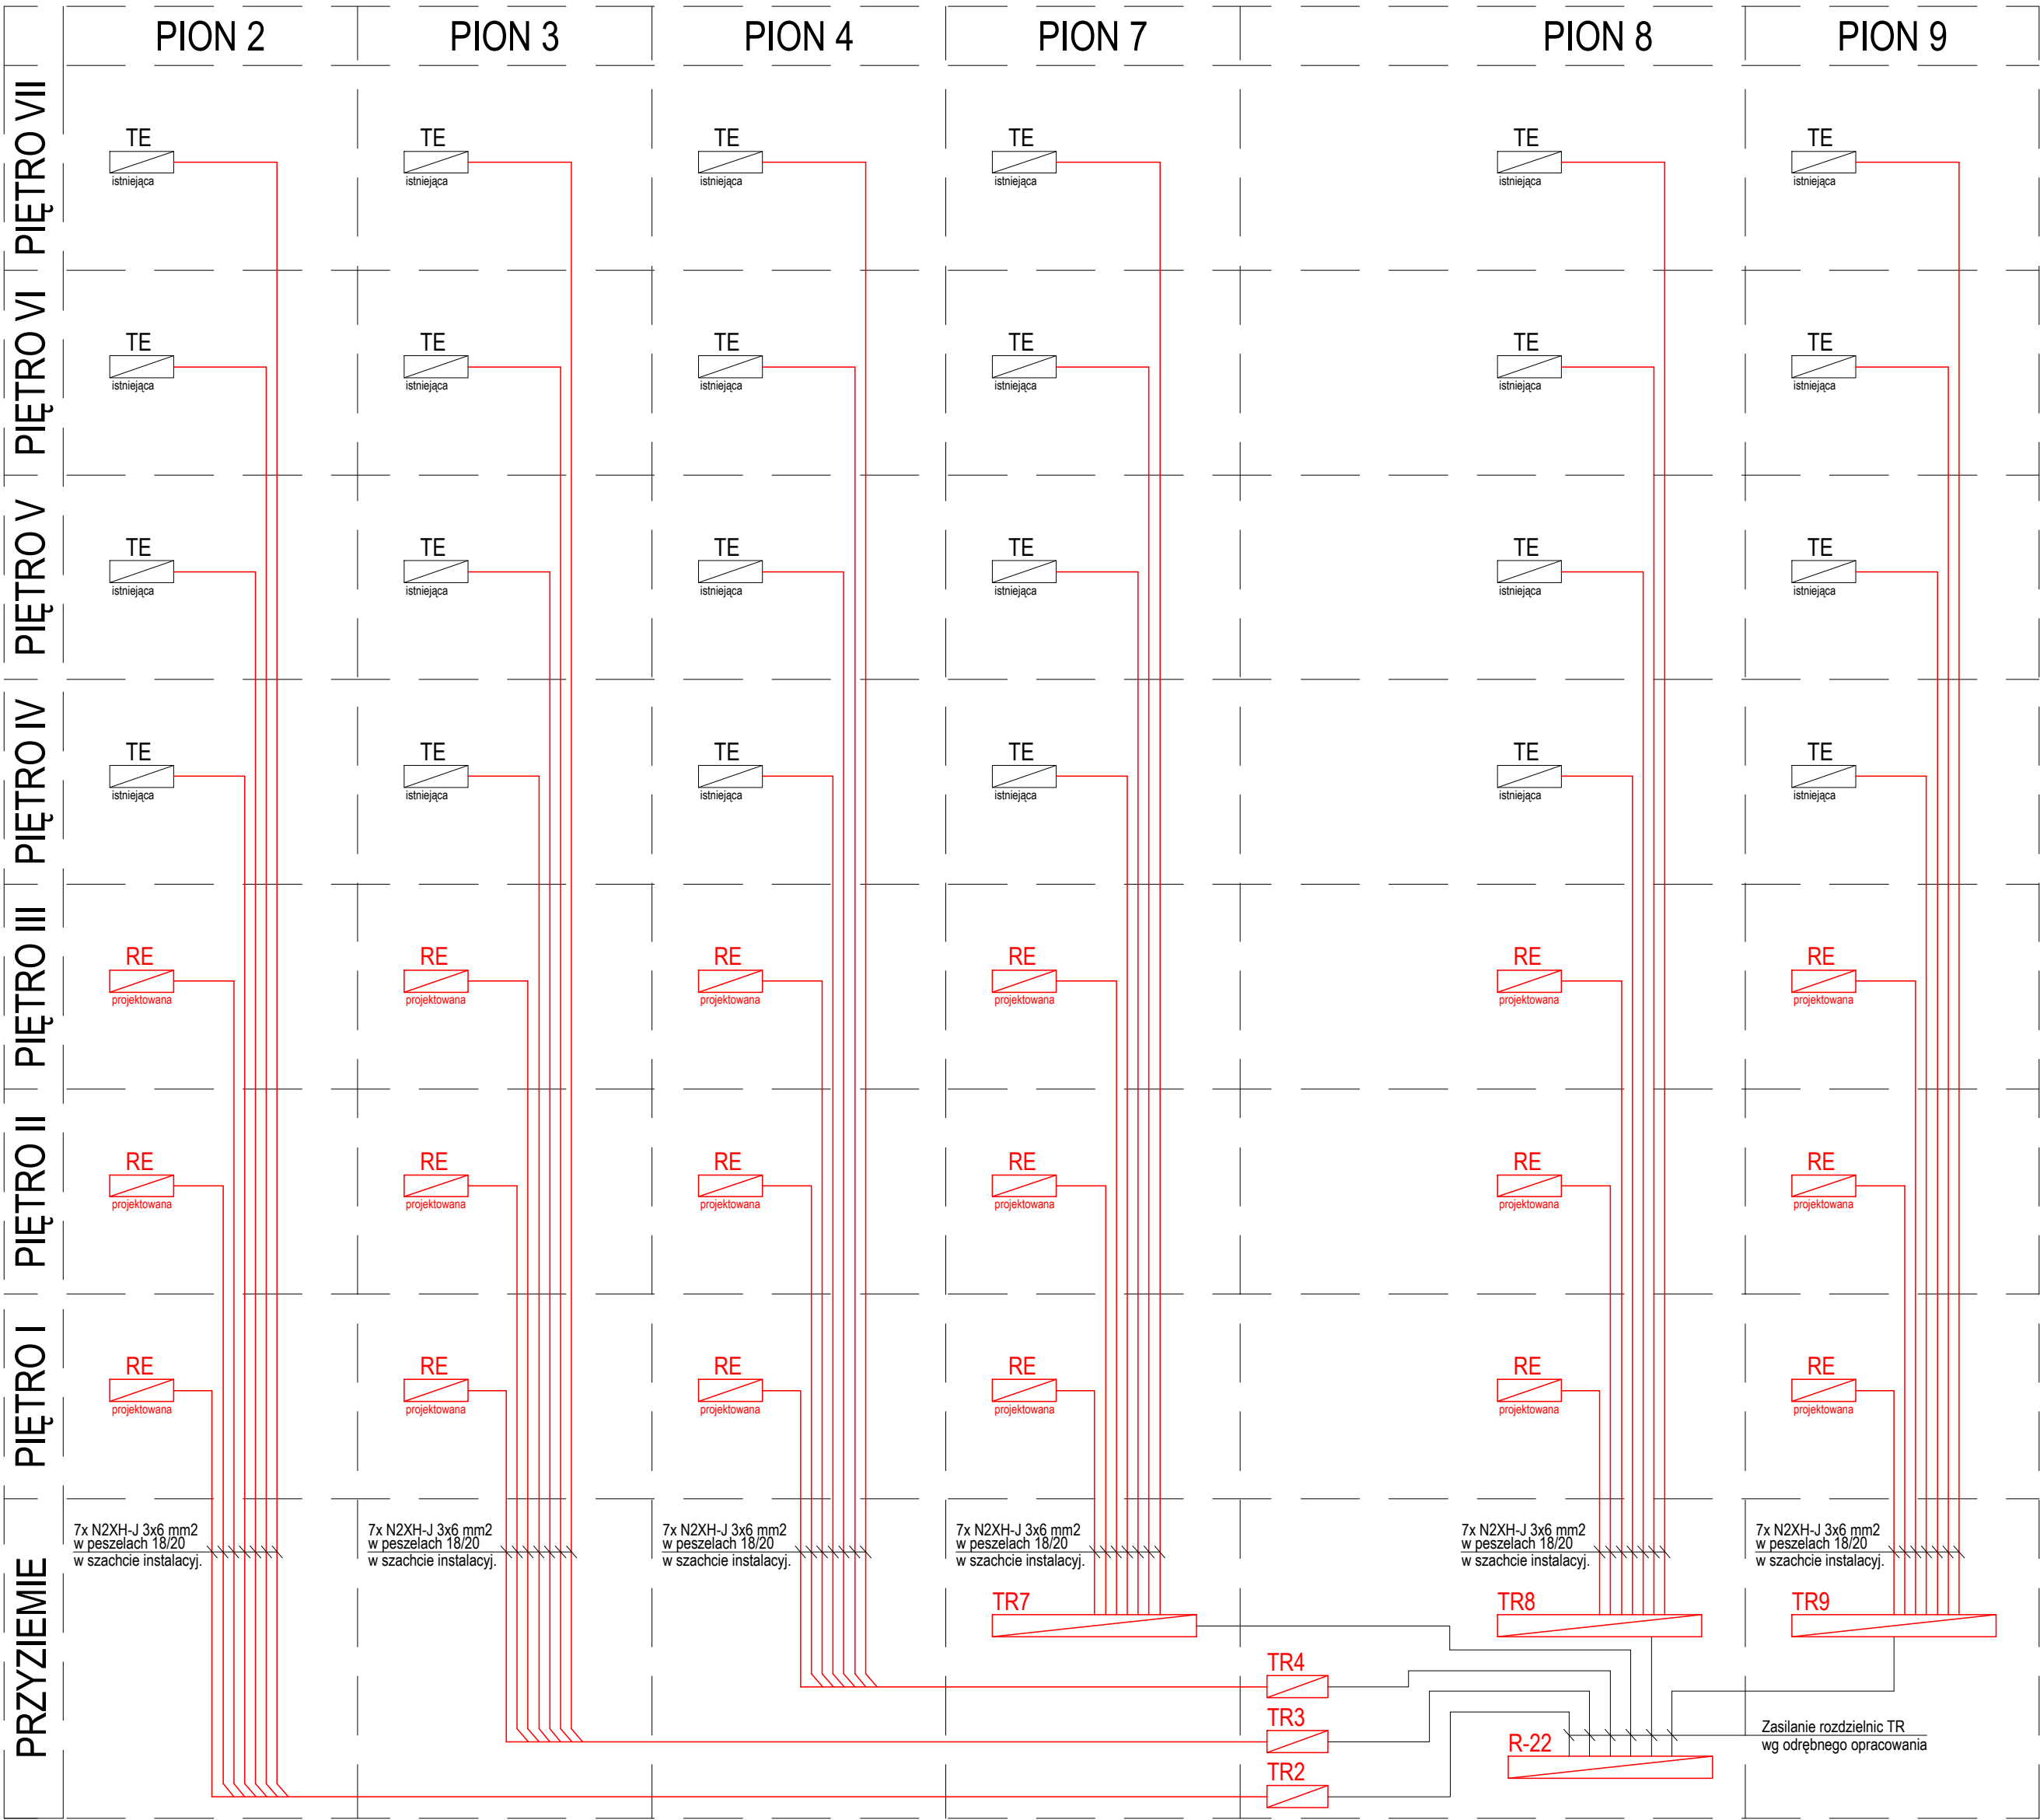 PION 2 PION 3 PION 4 PION 7 PION 8 PION 9
PIĘTRO VII
TE TE TE TE TE TE
istniejąca istniejąca istniejąca istniejąca istniejąca istniejąca
PIĘTRO VI
TE TE TE TE TE TE
istniejąca istniejąca istniejąca istniejąca istniejąca istniejąca
PIĘTRO V
TE TE TE TE TE TE
istniejąca istniejąca istniejąca istniejąca istniejąca istniejąca
PIĘTRO IV
TE TE TE TE TE TE
istniejąca istniejąca istniejąca istniejąca istniejąca istniejąca
PIĘTRO III
RE RE RE RE RE RE
projektowana projektowana projektowana projektowana projektowana projektowana
PIĘTRO II
RE RE RE RE RE RE
projektowana projektowana projektowana projektowana projektowana projektowana
PIĘTRO I
RE RE RE RE RE RE
projektowana projektowana projektowana projektowana projektowana projektowana
PRZYZIEMIE
7x N2XH-J 3x6 mm2 7x N2XH-J 3x6 mm2 7x N2XH-J 3x6 mm2 7x N2XH-J 3x6 mm2 7x N2XH-J 3x6 mm2 7x N2XH-J 3x6 mm2
w peszelach 18/20 w peszelach 18/20 w peszelach 18/20 w peszelach 18/20 w peszelach 18/20 w peszelach 18/20
w szachcie instalacyj. w szachcie instalacyj. w szachcie instalacyj. w szachcie instalacyj. w szachcie instalacyj. w szachcie instalacyj.
TR7 TR8 TR9
TR4
TR3
Zasilanie rozdzielnic TR
R-22
wg odrębnego opracowania
TR2